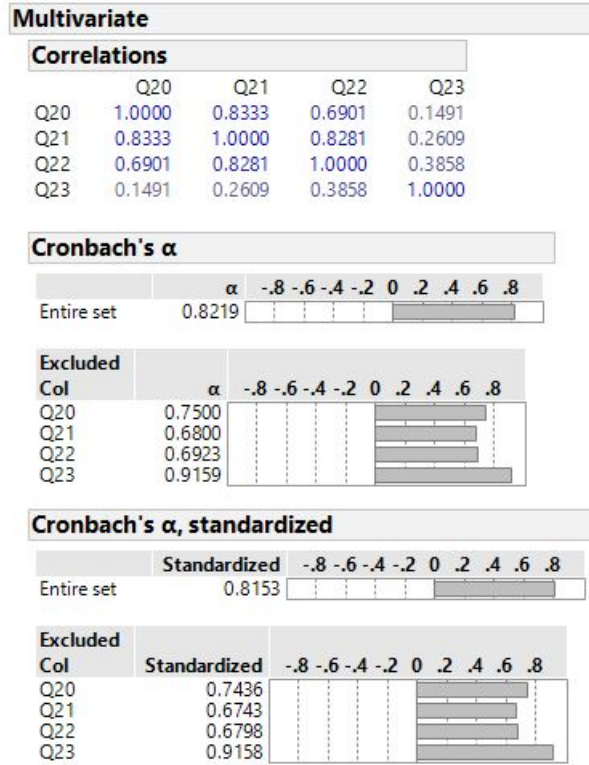 Multivariate
Correlations
Q20 Q21 Q22 Q23
Q20 1.0000 0.8333 0.6901 0.1491
Q21 0.8333 1.0000 0.8281 0.2609
Q22 0.6901 0.8281 1.0000 0.3858
Q23 0.1491 0.2609 0.3858 1.0000
Cronbach's α
α -.8 -.6 -.4 -.2 0 .2 .4 .6 .8
Entire set 0.8219
Excluded
Col α -.8 -.6 -.4 -.2 0 .2 .4 .6 .8
Q20 0.7500
Q21 0.6800
Q22 0.6923
Q23 0.9159
Cronbach's α, standardized
Standardized -.8 -.6 -.4 -.2 0 .2 .4 .6 .8
Entire set 0.8153
Excluded
Col Standardized -.8 -.6 -.4 -.2 0 .2 .4 .6 .8
Q20 0.7436
Q21 0.6743
Q22 0.6798
Q23 0.9158